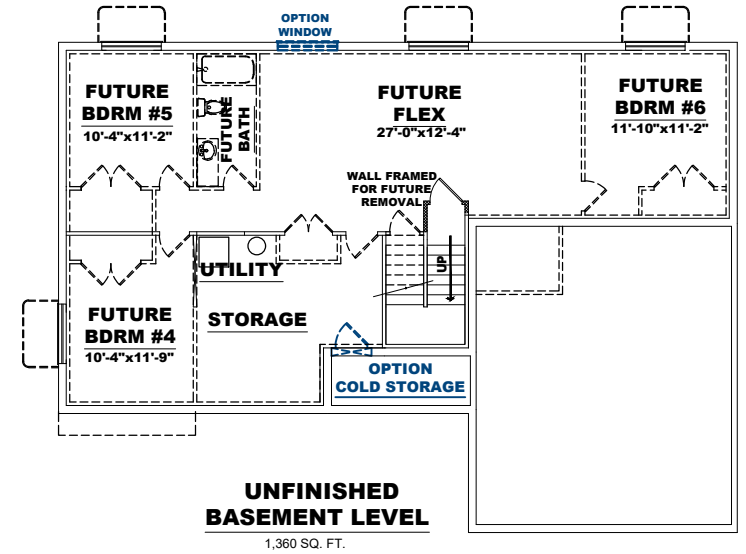 OPTION
WINDOW
FUTURE
BDRM #5
10'-4"x11'-2"
FUTURE
BATH
FUTURE
FLEX
27'-0"x12'-4"
FUTURE
BDRM #6
11'-10"x11'-2"
WALL FRAMED
FOR FUTURE
REMOVAL
UP
UTILITY
STORAGE
FUTURE
BDRM #4
10'-4"x11'-9"
OPTION
COLD STORAGE
UNFINISHED
BASEMENT LEVEL
1,360 SQ. FT.